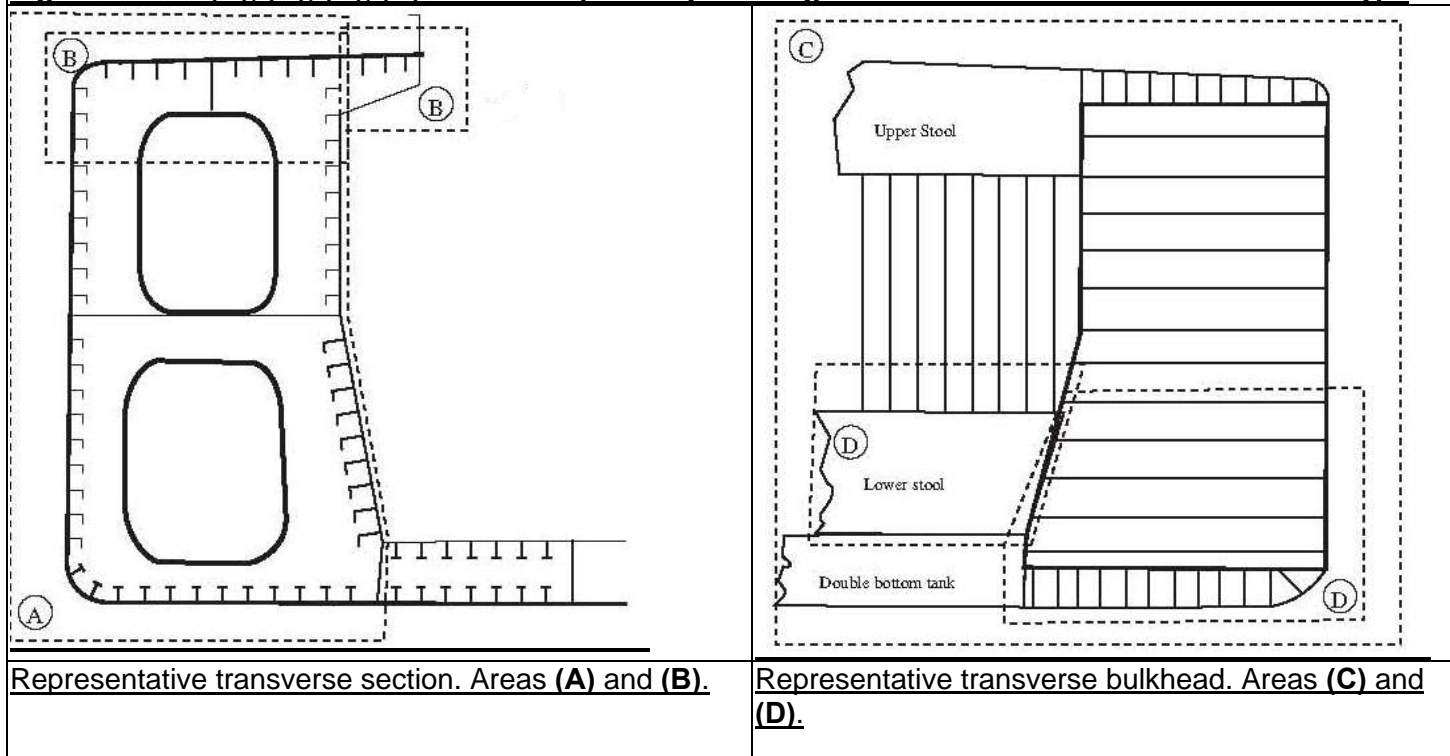 B
B
A
C
Upper Stool
D
Lower stool
Double bottom tank
D
Representative transverse section. Areas (A) and (B).
Representative transverse bulkhead. Areas (C) and
(D).